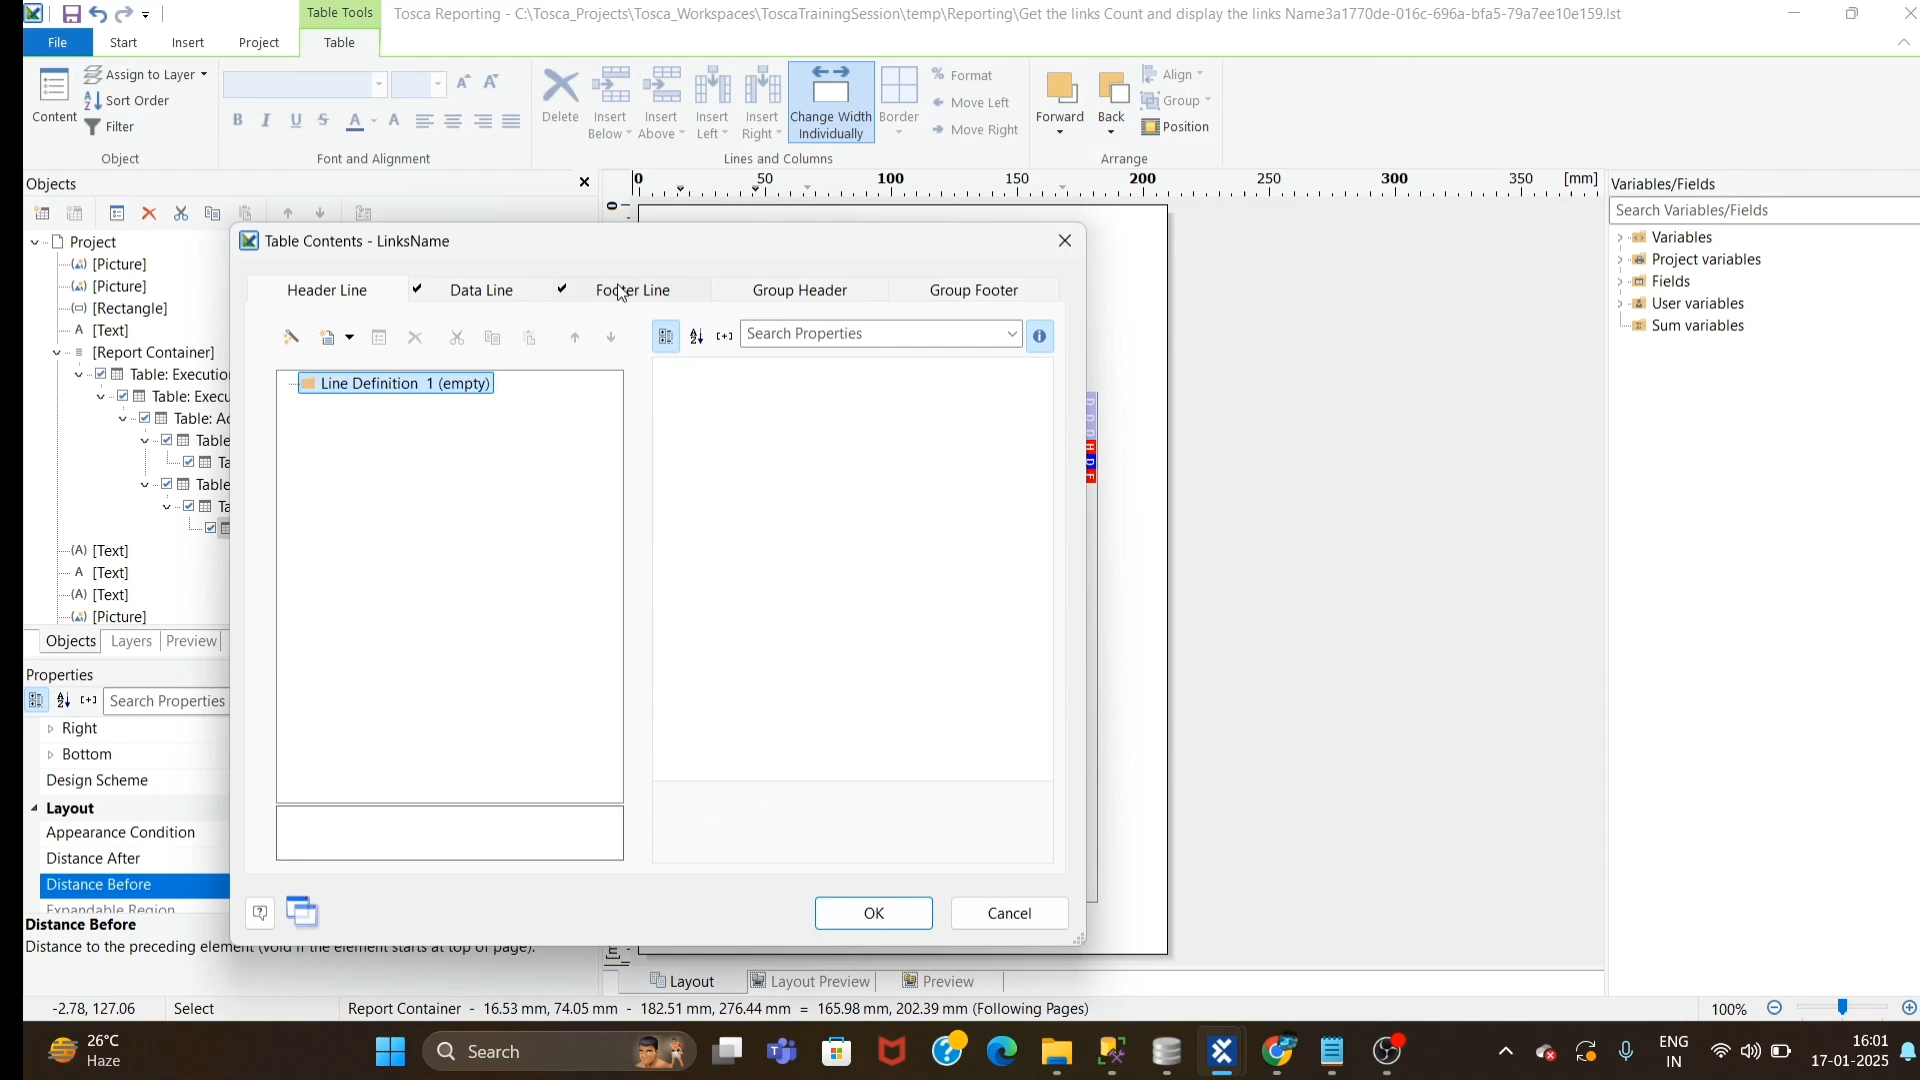 Table Tools
Tosca Reporting - C:\Tosca_Projects\Tosca_Workspaces\ToscaTrainingSession\temp\Reporting\Get the links Count and display the links Name3a1770de-016c-696a-bfa5-79a7ee10e159.lst
File
Start
Insert
Project
Table
Content
Assign to Layer
Sort Order
Filter
Object
B I U S A A
Font and Alignment
Delete
Insert Below
Insert Above
Insert Left
Insert Right
Change Width Individually
Border
% Format
Move Left
Move Right
Lines and Columns
Forward
Back
Align
Group
Position
Arrange
Objects
0 50 100 150 200 250 300 350 [mm]
Variables/Fields
Search Variables/Fields
Variables
Project variables
Fields
User variables
Sum variables
Project
[Picture]
[Picture]
[Rectangle]
A [Text]
[Report Container]
Table: Executio
Table: Exec
Table: Ac
Table
Ta
Table
Ta
(A) [Text]
A [Text]
(A) [Text]
[Picture]
Objects
Layers
Preview
Table Contents - LinksName
Header Line
Data Line
Footer Line
Group Header
Group Footer
Search Properties
Line Definition 1 (empty)
OK
Cancel
D
D
D
H
D
F
Properties
Search Properties
Right
Bottom
Design Scheme
Layout
Appearance Condition
Distance After
Distance Before
Expandable Region
Distance Before
Distance to the preceding element (void if the element starts at top of page).
Layout
Layout Preview
Preview
-2.78, 127.06
Select
Report Container - 16.53 mm, 74.05 mm - 182.51 mm, 276.44 mm = 165.98 mm, 202.39 mm (Following Pages)
100%
26°C
Haze
Search
ENG
IN
16:01
17-01-2025